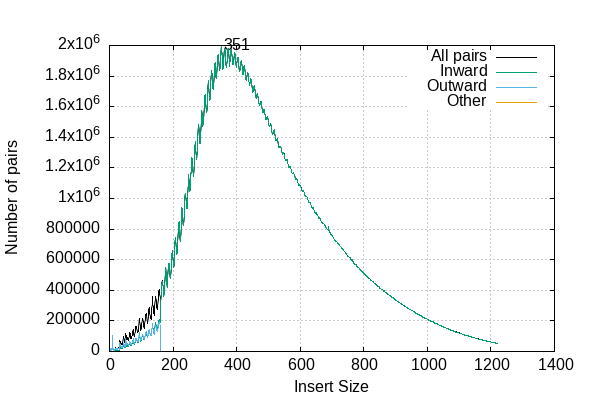 351
2x10^6
1.8x10^6
1.6x10^6
1.4x10^6
1.2x10^6
1x10^6
800000
600000
400000
200000
0
Number of pairs
All pairs
Inward
Outward
Other
0 200 400 600 800 1000 1200 1400
Insert Size